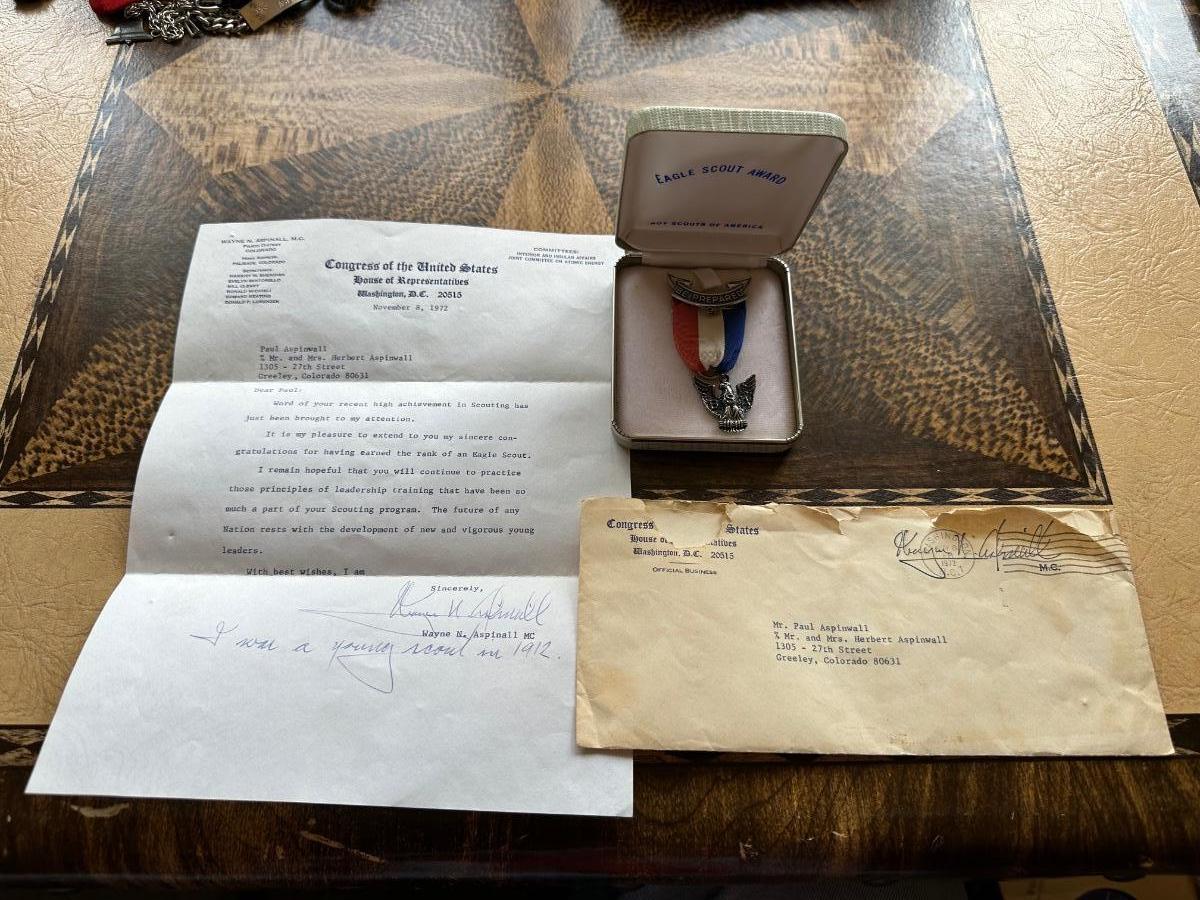 WAYNE N. ASPINALL, M.C.
COLORADO
PALISADE, COLORADO
COMMITTEES:
INTERIOR AND INSULAR AFFAIRS
JOINT COMMITTEE ON ATOMIC ENERGY
Congress of the United States
House of Representatives
Washington, D.C. 20515
November 8, 1972
Paul Aspinwall
% Mr. and Mrs. Herbert Aspinwall
1305 - 27th Street
Greeley, Colorado 80631
Dear Paul:
Word of your recent high achievement in Scouting has
just been brought to my attention.
It is my pleasure to extend to you my sincere con-
gratulations for having earned the rank of an Eagle Scout.
I remain hopeful that you will continue to practice
those principles of leadership training that have been so
much a part of your Scouting program. The future of any
Nation rests with the development of new and vigorous young
leaders.
With best wishes, I am
Sincerely,
Wayne N. Aspinall
Wayne N. Aspinall MC
I was a young scout in 1912.
EAGLE SCOUT AWARD
BOY SCOUTS OF AMERICA
BE PREPARED
Congress States
House of atives
Washington, D.C. 20515
OFFICIAL BUSINESS
Wayne N. Aspinall
M.C.
1972
Mr. Paul Aspinwall
% Mr. and Mrs. Herbert Aspinwall
1305 - 27th Street
Greeley, Colorado 80631